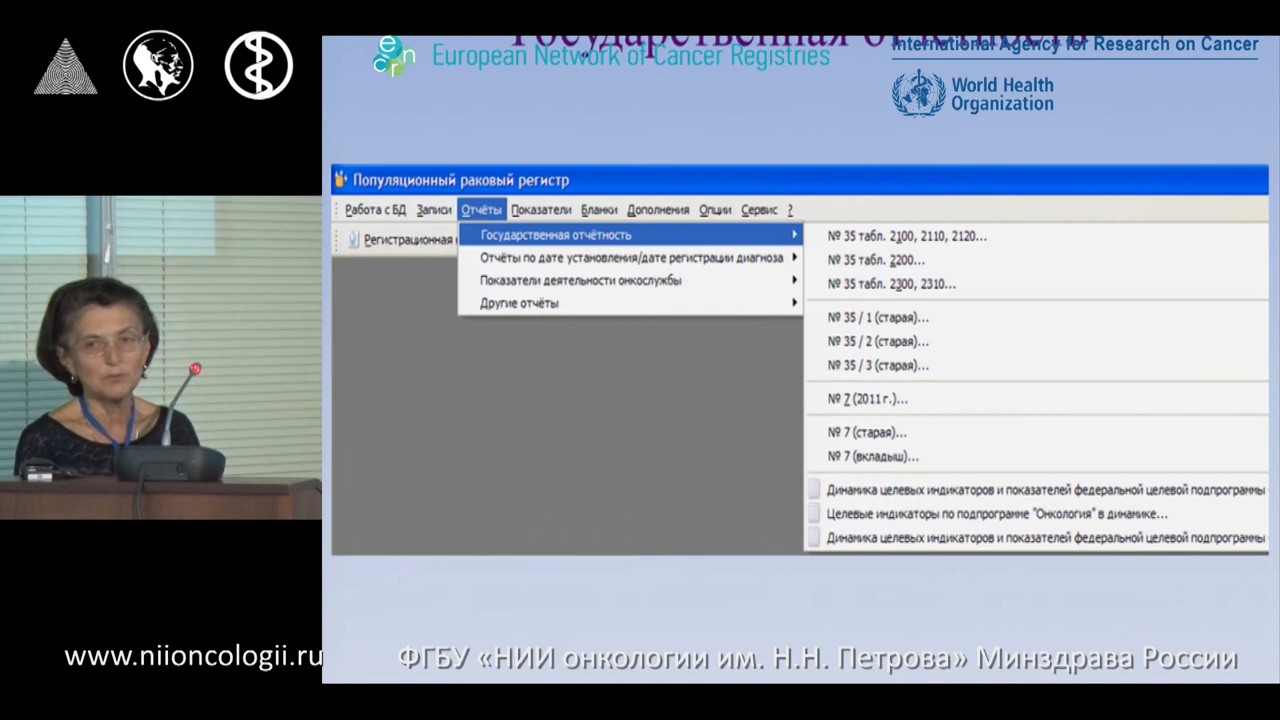 Государственная отчётность
European Network of Cancer Registries
International Agency for Research on Cancer
World Health
Organization
Популяционный раковый регистр
Работа с БД Записи Отчёты Показатели Бланки Дополнения Опции Сервис ?
Регистрационная
Государственная отчётность
Отчёты по дате установления/дате регистрации диагноза
Показатели деятельности онкослужбы
Другие отчёты
№ 35 табл. 2100, 2110, 2120...
№ 35 табл. 2200...
№ 35 табл. 2300, 2310...
№ 35 / 1 (старая)...
№ 35 / 2 (старая)...
№ 35 / 3 (старая)...
№ 7 (2011 г.)...
№ 7 (старая)...
№ 7 (вкладыш)...
Динамика целевых индикаторов и показателей федеральной целевой подпрограммы
Целевые индикаторы по подпрограмме "Онкология" в динамике...
Динамика целевых индикаторов и показателей федеральной целевой подпрограммы
www.niioncologii.ru
ФГБУ «НИИ онкологии им. Н.Н. Петрова» Минздрава России